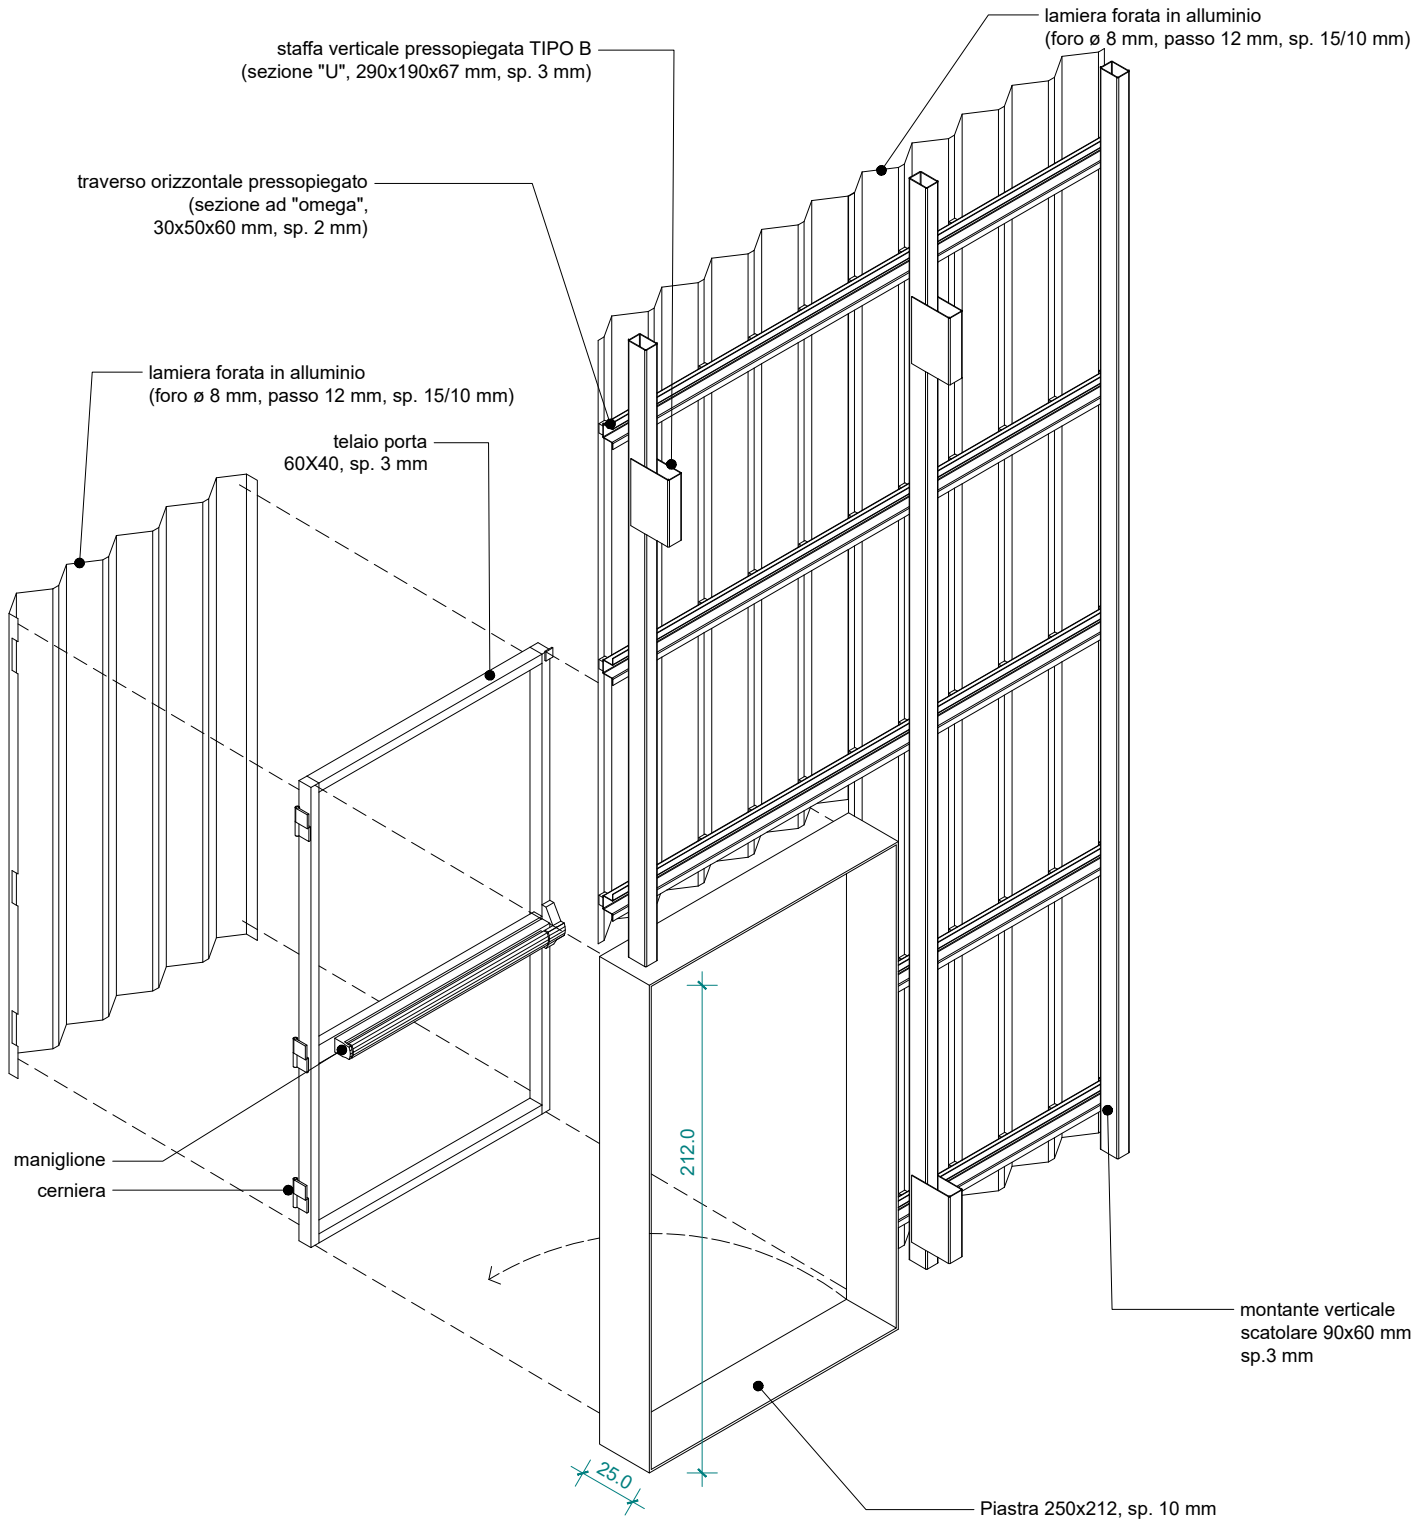 lamiera forata in alluminio
(foro ø 8 mm, passo 12 mm, sp. 15/10 mm)
staffa verticale pressopiegata TIPO B
(sezione "U", 290x190x67 mm, sp. 3 mm)
traverso orizzontale pressopiegato
(sezione ad "omega",
30x50x60 mm, sp. 2 mm)
lamiera forata in alluminio
(foro ø 8 mm, passo 12 mm, sp. 15/10 mm)
telaio porta
60X40, sp. 3 mm
212.0
maniglione
cerniera
montante verticale
scatolare 90x60 mm
sp.3 mm
25.0
Piastra 250x212, sp. 10 mm